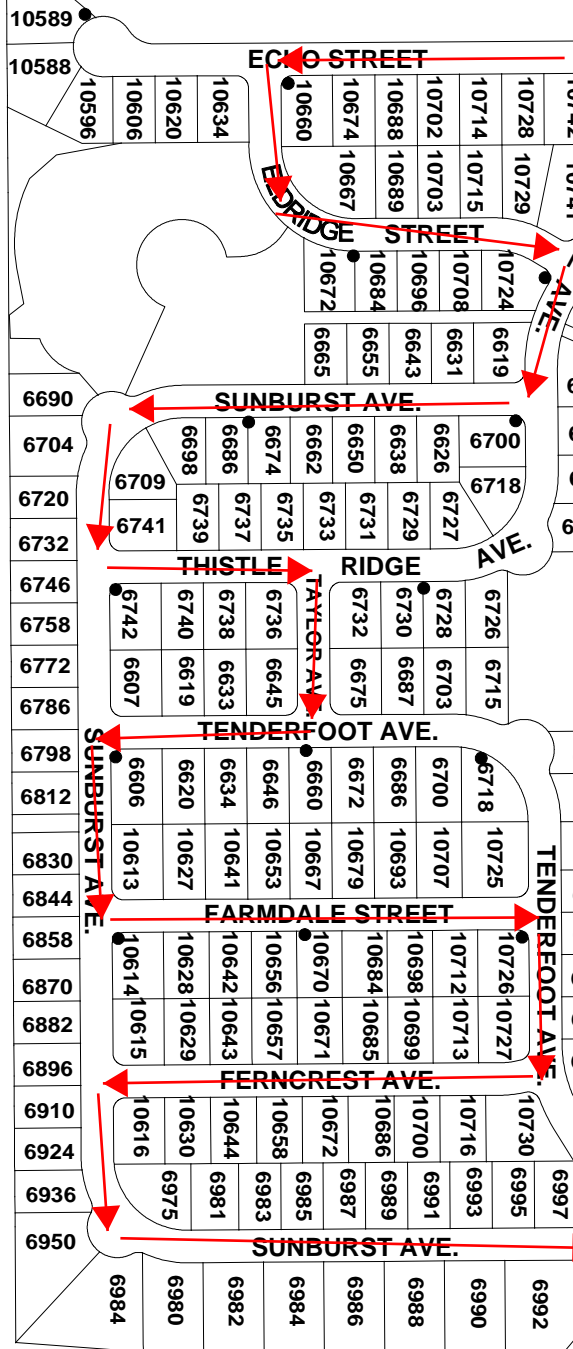 10589
ECHO STREET
10588
10596 10606 10620 10634 10660 10674 10688 10702 10714 10728 10742
10667 10689 10703 10715 10729 10741
ELDRIDGE STREET
AVE.
10672 10684 10696 10708 10724
6665 6655 6643 6631 6619
6690
SUNBURST AVE.
6704
6698 6686 6674 6662 6650 6638 6626 6700
6709
6718
6720
6741 6739 6737 6735 6733 6731 6729 6727
6732
THISTLE RIDGE AVE.
6746
TAYLOR AVE.
6742 6740 6738 6736 6732 6730 6728 6726
6758
6772
6607 6619 6633 6645 6675 6687 6703 6715
6786
TENDERFOOT AVE.
6798
SUNBURST AVE.
6606 6620 6634 6646 6660 6672 6686 6700 6718
6812
6830
10613 10627 10641 10653 10667 10679 10693 10707 10725
TENDERFOOT AVE.
6844
FARMDALE STREET
6858
10614 10628 10642 10656 10670 10684 10698 10712 10726
6870
6882
10615 10629 10643 10657 10671 10685 10699 10713 10727
6896
FERNCREST AVE.
6910
10616 10630 10644 10658 10672 10686 10700 10716 10730
6924
6936
6975 6981 6983 6985 6987 6989 6991 6993 6995 6997
6950
SUNBURST AVE.
6984 6980 6982 6984 6986 6988 6990 6992